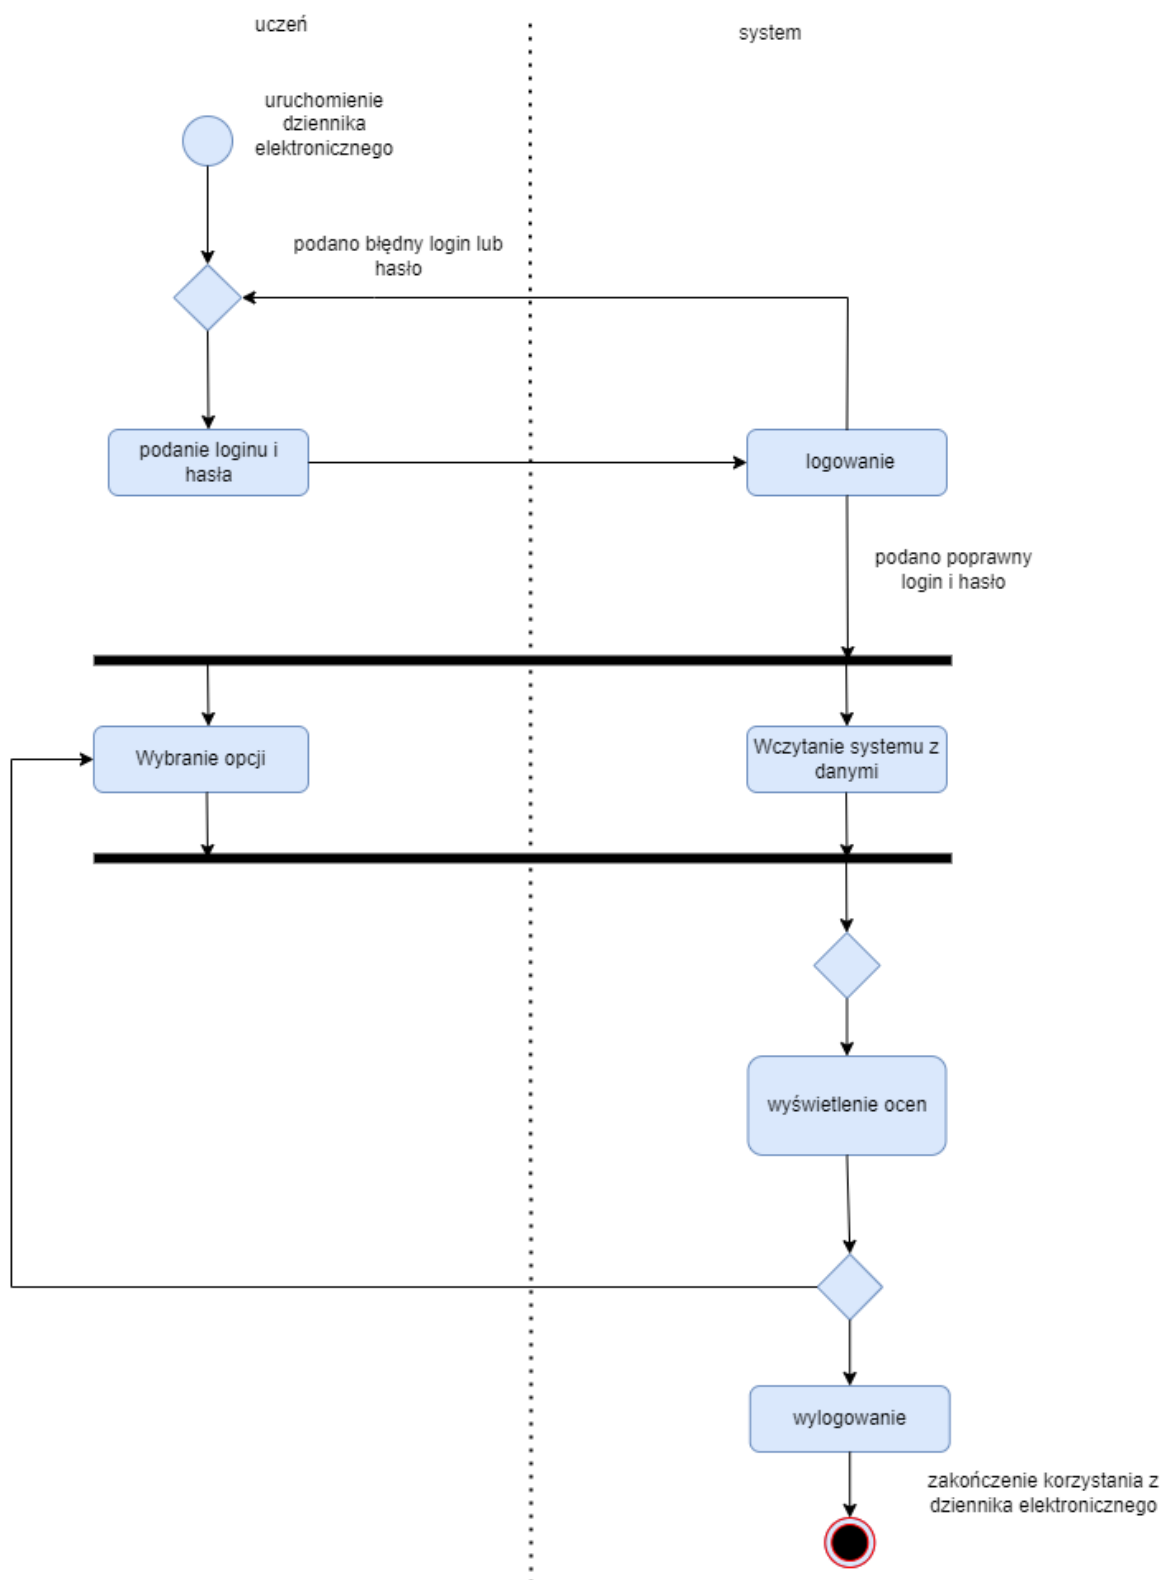 uczeń
system
uruchomienie
dziennika
elektronicznego
podano błędny login lub
hasło
podanie loginu i
hasła
logowanie
podano poprawny
login i hasło
Wybranie opcji
Wczytanie systemu z
danymi
wyświetlenie ocen
wylogowanie
zakończenie korzystania z
dziennika elektronicznego